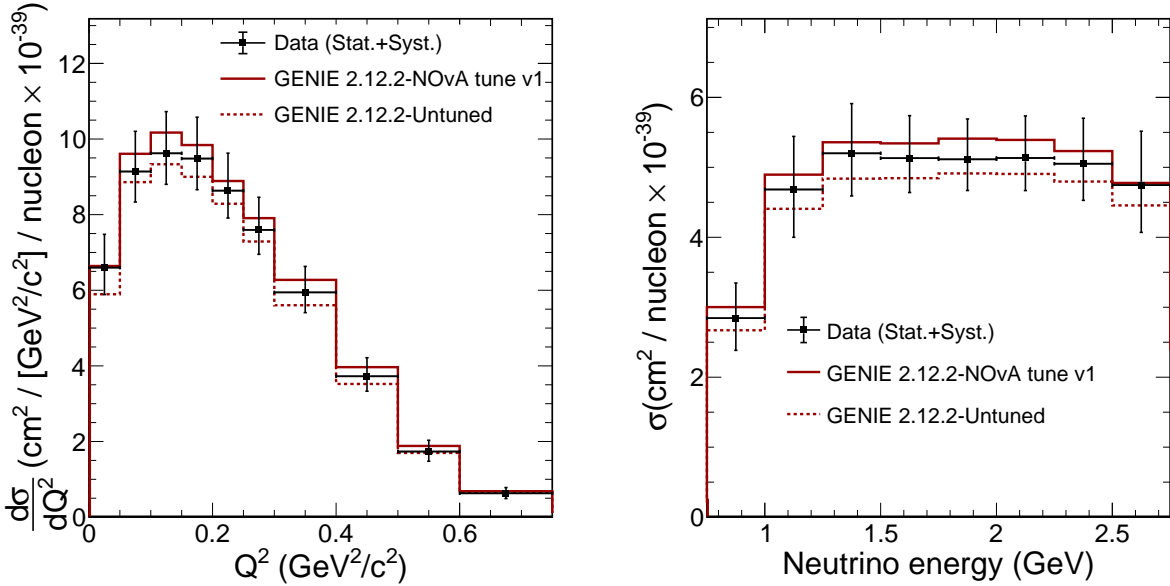 dσ/dQ² (cm² / [GeV²/c²] / nucleon × 10⁻³⁹)
12
10
8
6
4
2
0
Data (Stat.+Syst.)
GENIE 2.12.2-NOvA tune v1
GENIE 2.12.2-Untuned
0 0.2 0.4 0.6
Q² (GeV²/c²)
σ(cm² / nucleon × 10⁻³⁹)
6
4
2
0
Data (Stat.+Syst.)
GENIE 2.12.2-NOvA tune v1
GENIE 2.12.2-Untuned
1 1.5 2 2.5
Neutrino energy (GeV)